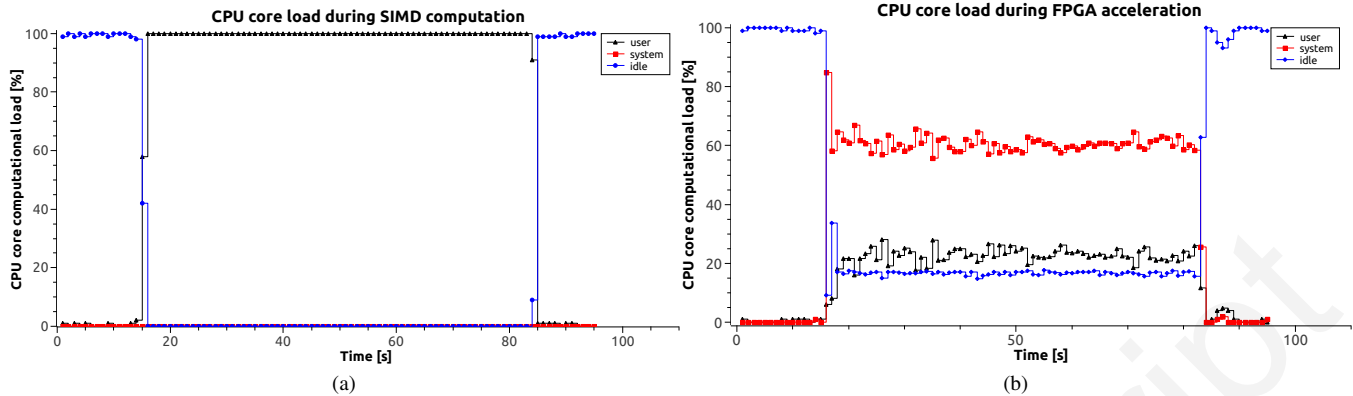 CPU core load during SIMD computation
CPU core computational load [%]
100
80
60
40
20
0
user
system
idle
0
20
40
60
80
100
Time [s]
(a)
CPU core load during FPGA acceleration
CPU core computational load [%]
100
80
60
40
20
0
user
system
idle
0
50
100
Time [s]
(b)
ript